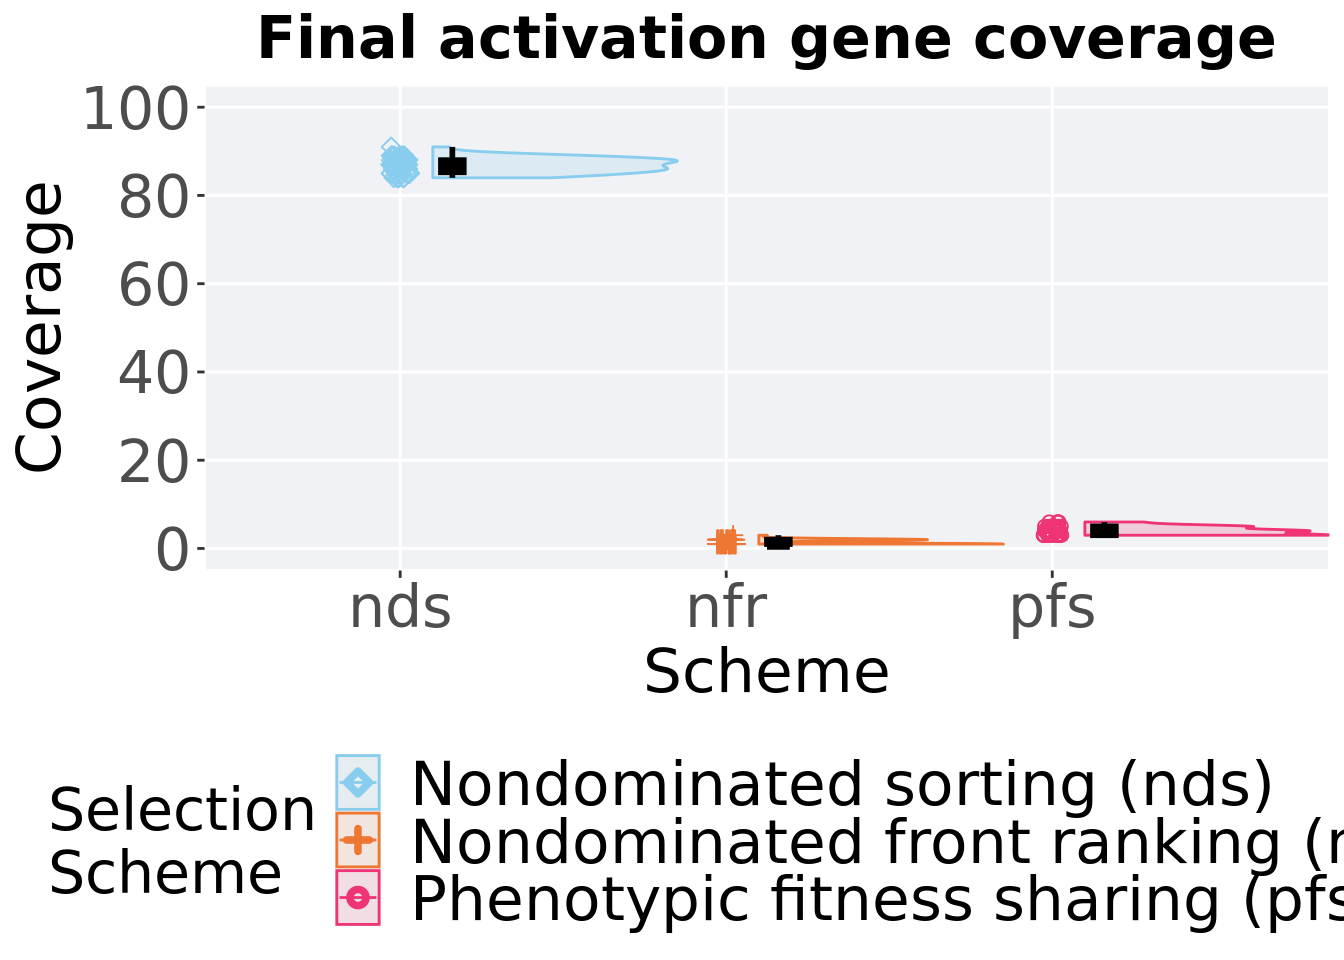 Final activation gene coverage
100
80
60
40
20
0
Coverage
nds
nfr
pfs
Scheme
Selection
Scheme
Nondominated sorting (nds)
Nondominated front ranking
Phenotypic fitness sharing (pfs